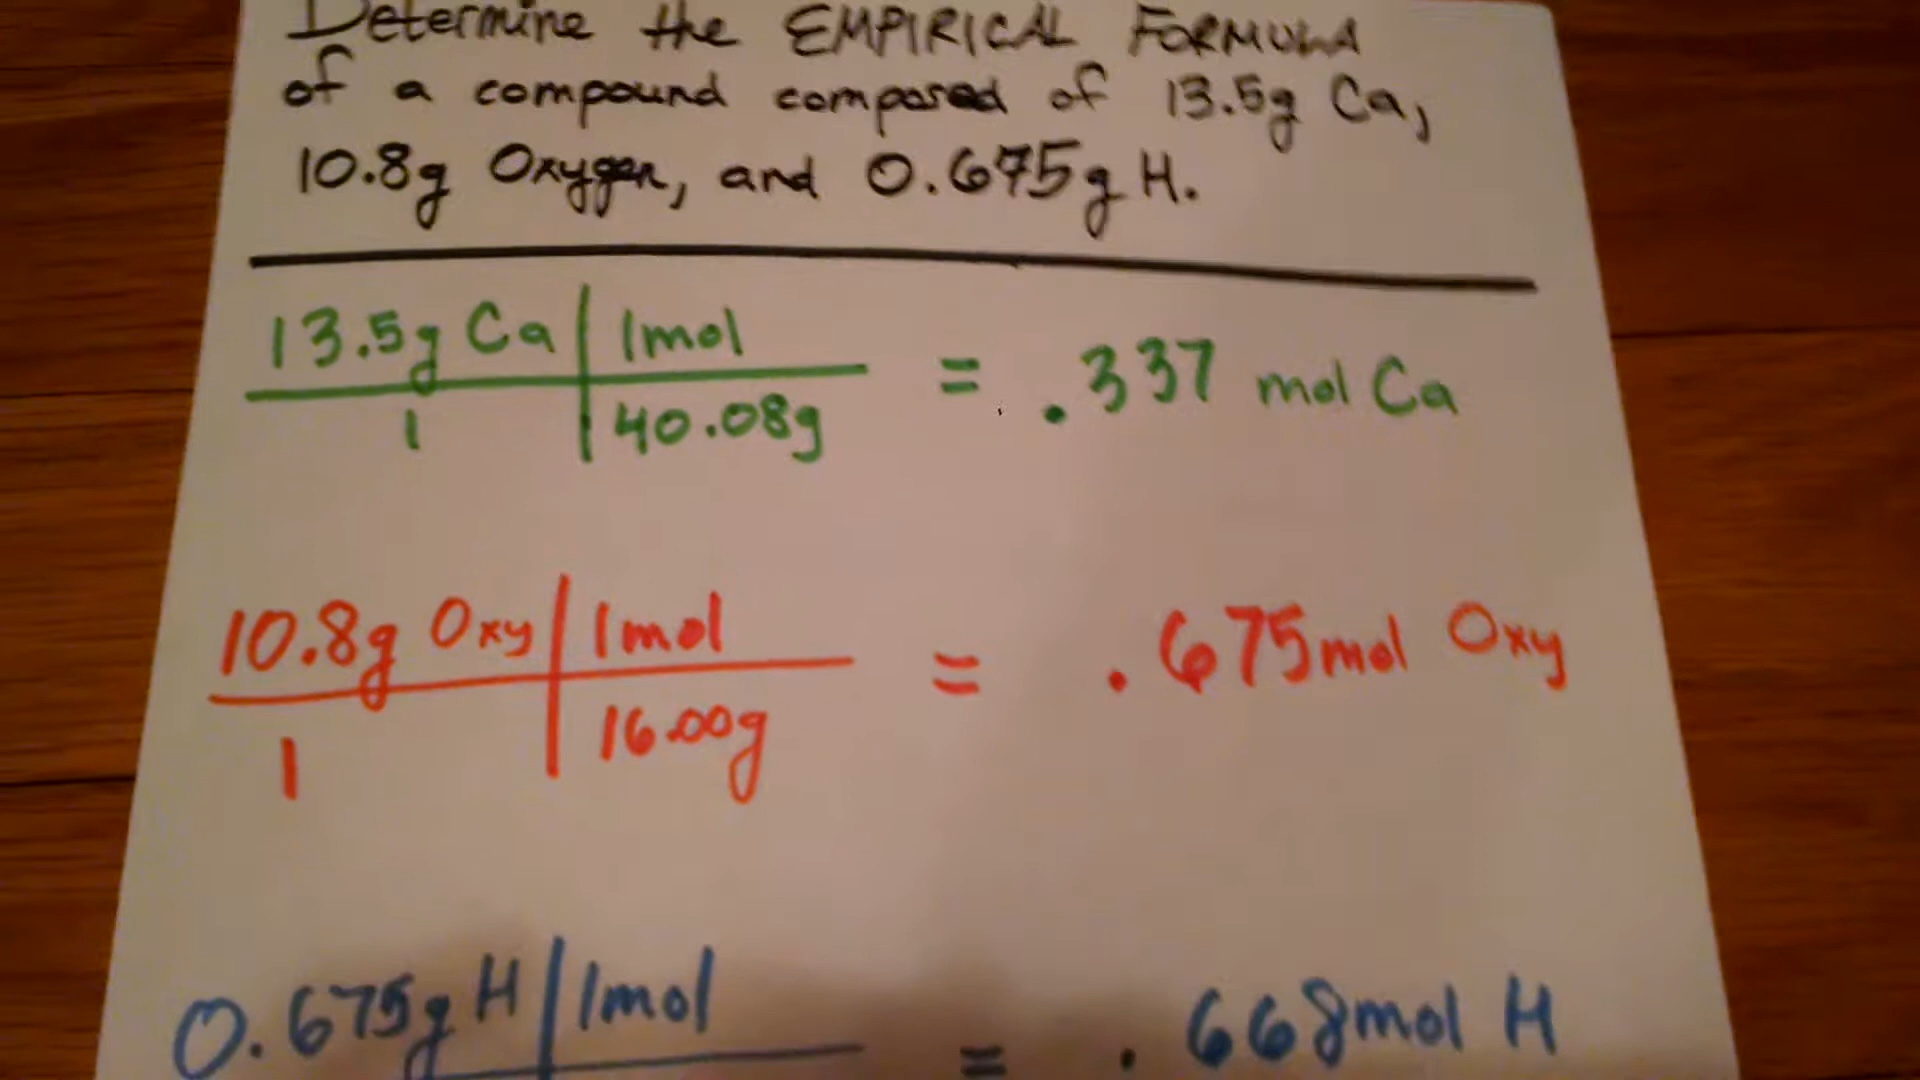 Determine the EMPIRICAL FORMULA
of a compound composed of 13.5g Ca,
10.8g Oxygen, and 0.675g H.
13.5g Ca 1mol
1 40.08g
= .337 mol Ca
10.8g Oxy 1mol
1 16.00g
= .675mol Oxy
0.675g H 1mol
= .668mol H